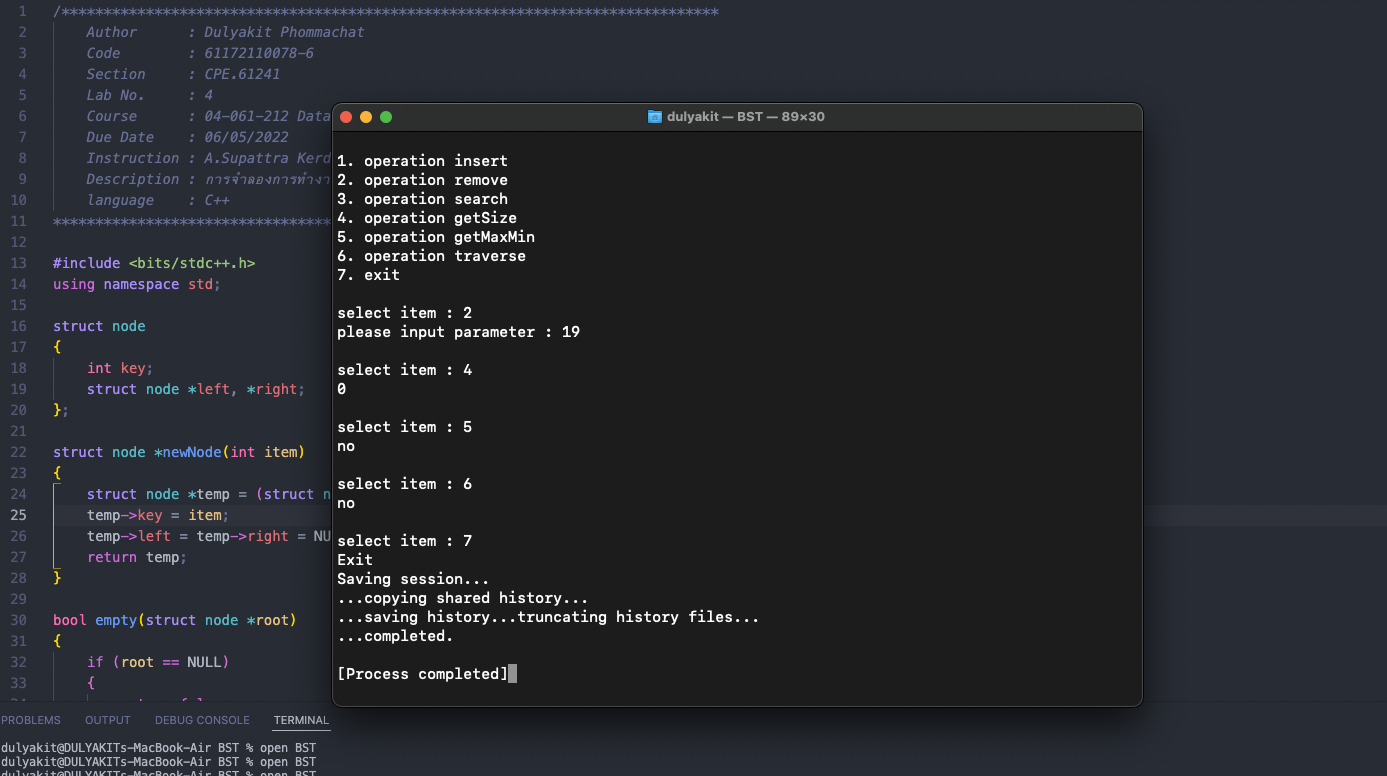 1 /******************************************************************************
2 Author : Dulyakit Phommachat
3 Code : 61172110078-6
4 Section : CPE.61241
5 Lab No. : 4
6 Course : 04-061-212 Data
7 Due Date : 06/05/2022
8 Instruction : A.Supattra Kerd
9 Description : การจำลองการทำงา
10 language : C++
11 *********************************
12
13 #include <bits/stdc++.h>
14 using namespace std;
15
16 struct node
17 {
18 int key;
19 struct node *left, *right;
20 };
21
22 struct node *newNode(int item)
23 {
24 struct node *temp = (struct n
25 temp->key = item;
26 temp->left = temp->right = NU
27 return temp;
28 }
29
30 bool empty(struct node *root)
31 {
32 if (root == NULL)
33 {
dulyakit — BST — 89×30
1. operation insert
2. operation remove
3. operation search
4. operation getSize
5. operation getMaxMin
6. operation traverse
7. exit
select item : 2
please input parameter : 19
select item : 4
0
select item : 5
no
select item : 6
no
select item : 7
Exit
Saving session...
...copying shared history...
...saving history...truncating history files...
...completed.
[Process completed]
PROBLEMS OUTPUT DEBUG CONSOLE TERMINAL
dulyakit@DULYAKITs-MacBook-Air BST % open BST
dulyakit@DULYAKITs-MacBook-Air BST % open BST
dulyakit@DULYAKITs-MacBook-Air BST % open BST